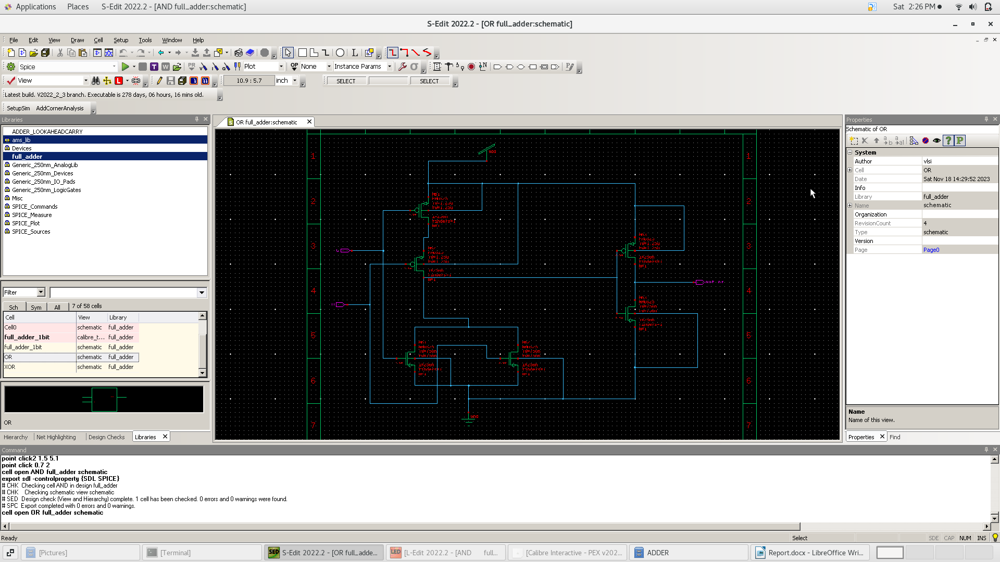 Applications Places S-Edit 2022.2 - [AND full_adder:schematic] Sat 2:26 PM
S-Edit 2022.2 - [OR full_adder:schematic]
File Edit View Draw Cell Setup Tools Window Help
Spice Plot OP None Instance Params
View 10.9 : 5.7 inch SELECT SELECT
Latest build. V2022_2_3 branch. Executable is 278 days, 06 hours, 16 mins old.
SetupSim AddCornerAnalysis
Libraries
ADDER_LOOKAHEADCARRY
ams_lib
Devices
full_adder
Generic_250nm_AnalogLib
Generic_250nm_Devices
Generic_250nm_IO_Pads
Generic_250nm_LogicGates
Misc
SPICE_Commands
SPICE_Measure
SPICE_Plot
SPICE_Sources
Filter
Sch Sym All 7 of 58 cells
Cell View Library
Cell0 schematic full_adder
full_adder_1bit calibre_t... full_adder
full_adder_1bit schematic full_adder
OR schematic full_adder
XOR schematic full_adder
OR
Hierarchy Net Highlighting Design Checks Libraries
OR full_adder:schematic
1 1
2 2
3 3
4 4
5 5
6 6
7 7
Gnd
Properties
Schematic of OR
System
Author vlsi
Cell OR
Date Sat Nov 18 14:29:52 2023
Info
Library full_adder
Name schematic
Organization
RevisionCount 4
Type schematic
Version
Page Page0
Name
Name of this view.
Properties Find
Command
point click2 1.5 5.1
point click 0.7 2
cell open AND full_adder schematic
export sdl -controlproperty {SDL SPICE}
# CHK Checking cell AND in design full_adder
# CHK Checking schematic view schematic
# SED Design check (View and Hierarchy) complete. 1 cell has been checked. 0 errors and 0 warnings were found.
# SPC Export completed with 0 errors and 0 warnings.
cell open OR full_adder schematic
Ready Select SDE CAP NUM INS
[Pictures] [Terminal] S-Edit 2022.2 - [OR full_adde... [L-Edit 2022.2 - [AND full... [Calibre Interactive - PEX v202... ADDER Report.docx - LibreOffice Wri...